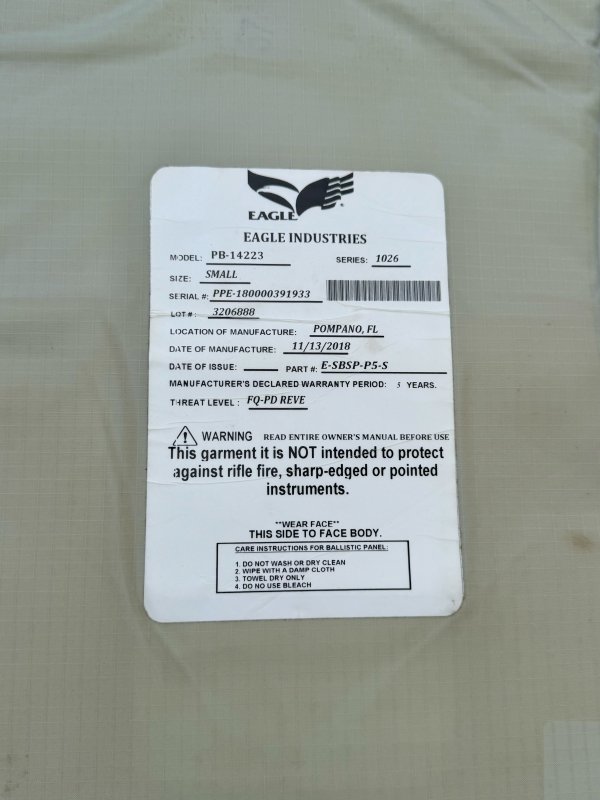 EAGLE
®
EAGLE INDUSTRIES
MODEL: PB-14223 SERIES: 1026
SIZE: SMALL
SERIAL #: PPE-180000391933
LOT #: 3206888
LOCATION OF MANUFACTURE: POMPANO, FL
DATE OF MANUFACTURE: 11/13/2018
DATE OF ISSUE: PART #: E-SBSP-P5-S
MANUFACTURER'S DECLARED WARRANTY PERIOD: 5 YEARS.
THREAT LEVEL : FQ-PD REVE
WARNING READ ENTIRE OWNER'S MANUAL BEFORE USE
This garment it is NOT intended to protect
against rifle fire, sharp-edged or pointed
instruments.
"WEAR FACE"
THIS SIDE TO FACE BODY.
CARE INSTRUCTIONS FOR BALLISTIC PANEL:
1. DO NOT WASH OR DRY CLEAN
2. WIPE WITH A DAMP CLOTH
3. TOWEL DRY ONLY
4. DO NO USE BLEACH